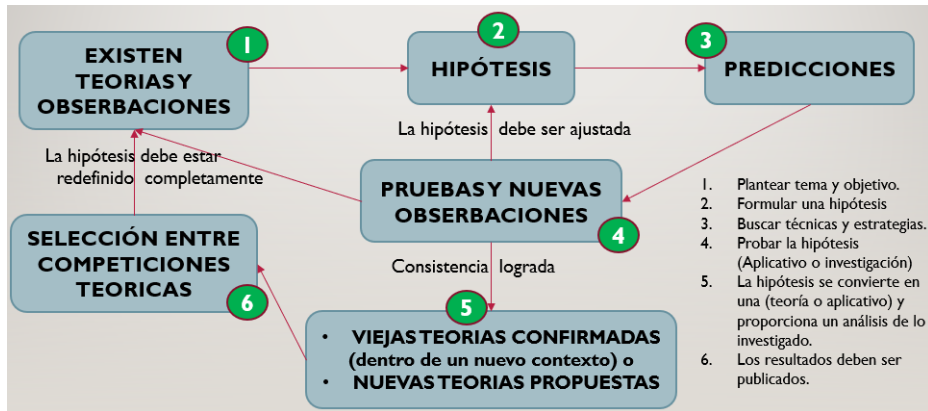 1
EXISTEN
TEORIAS Y
OBSERBACIONES
2
HIPÓTESIS
3
PREDICCIONES
La hipótesis debe ser ajustada
La hipótesis debe estar
redefinido completamente
PRUEBAS Y NUEVAS
OBSERBACIONES
4
SELECCIÓN ENTRE
COMPETICIONES
TEORICAS
6
Consistencia lograda
5
• VIEJAS TEORIAS CONFIRMADAS
(dentro de un nuevo contexto) o
• NUEVAS TEORIAS PROPUESTAS
1. Plantear tema y objetivo.
2. Formular una hipótesis
3. Buscar técnicas y estrategias.
4. Probar la hipótesis
(Aplicativo o investigación)
5. La hipótesis se convierte en
una (teoría o aplicativo) y
proporciona un análisis de lo
investigado.
6. Los resultados deben ser
publicados.